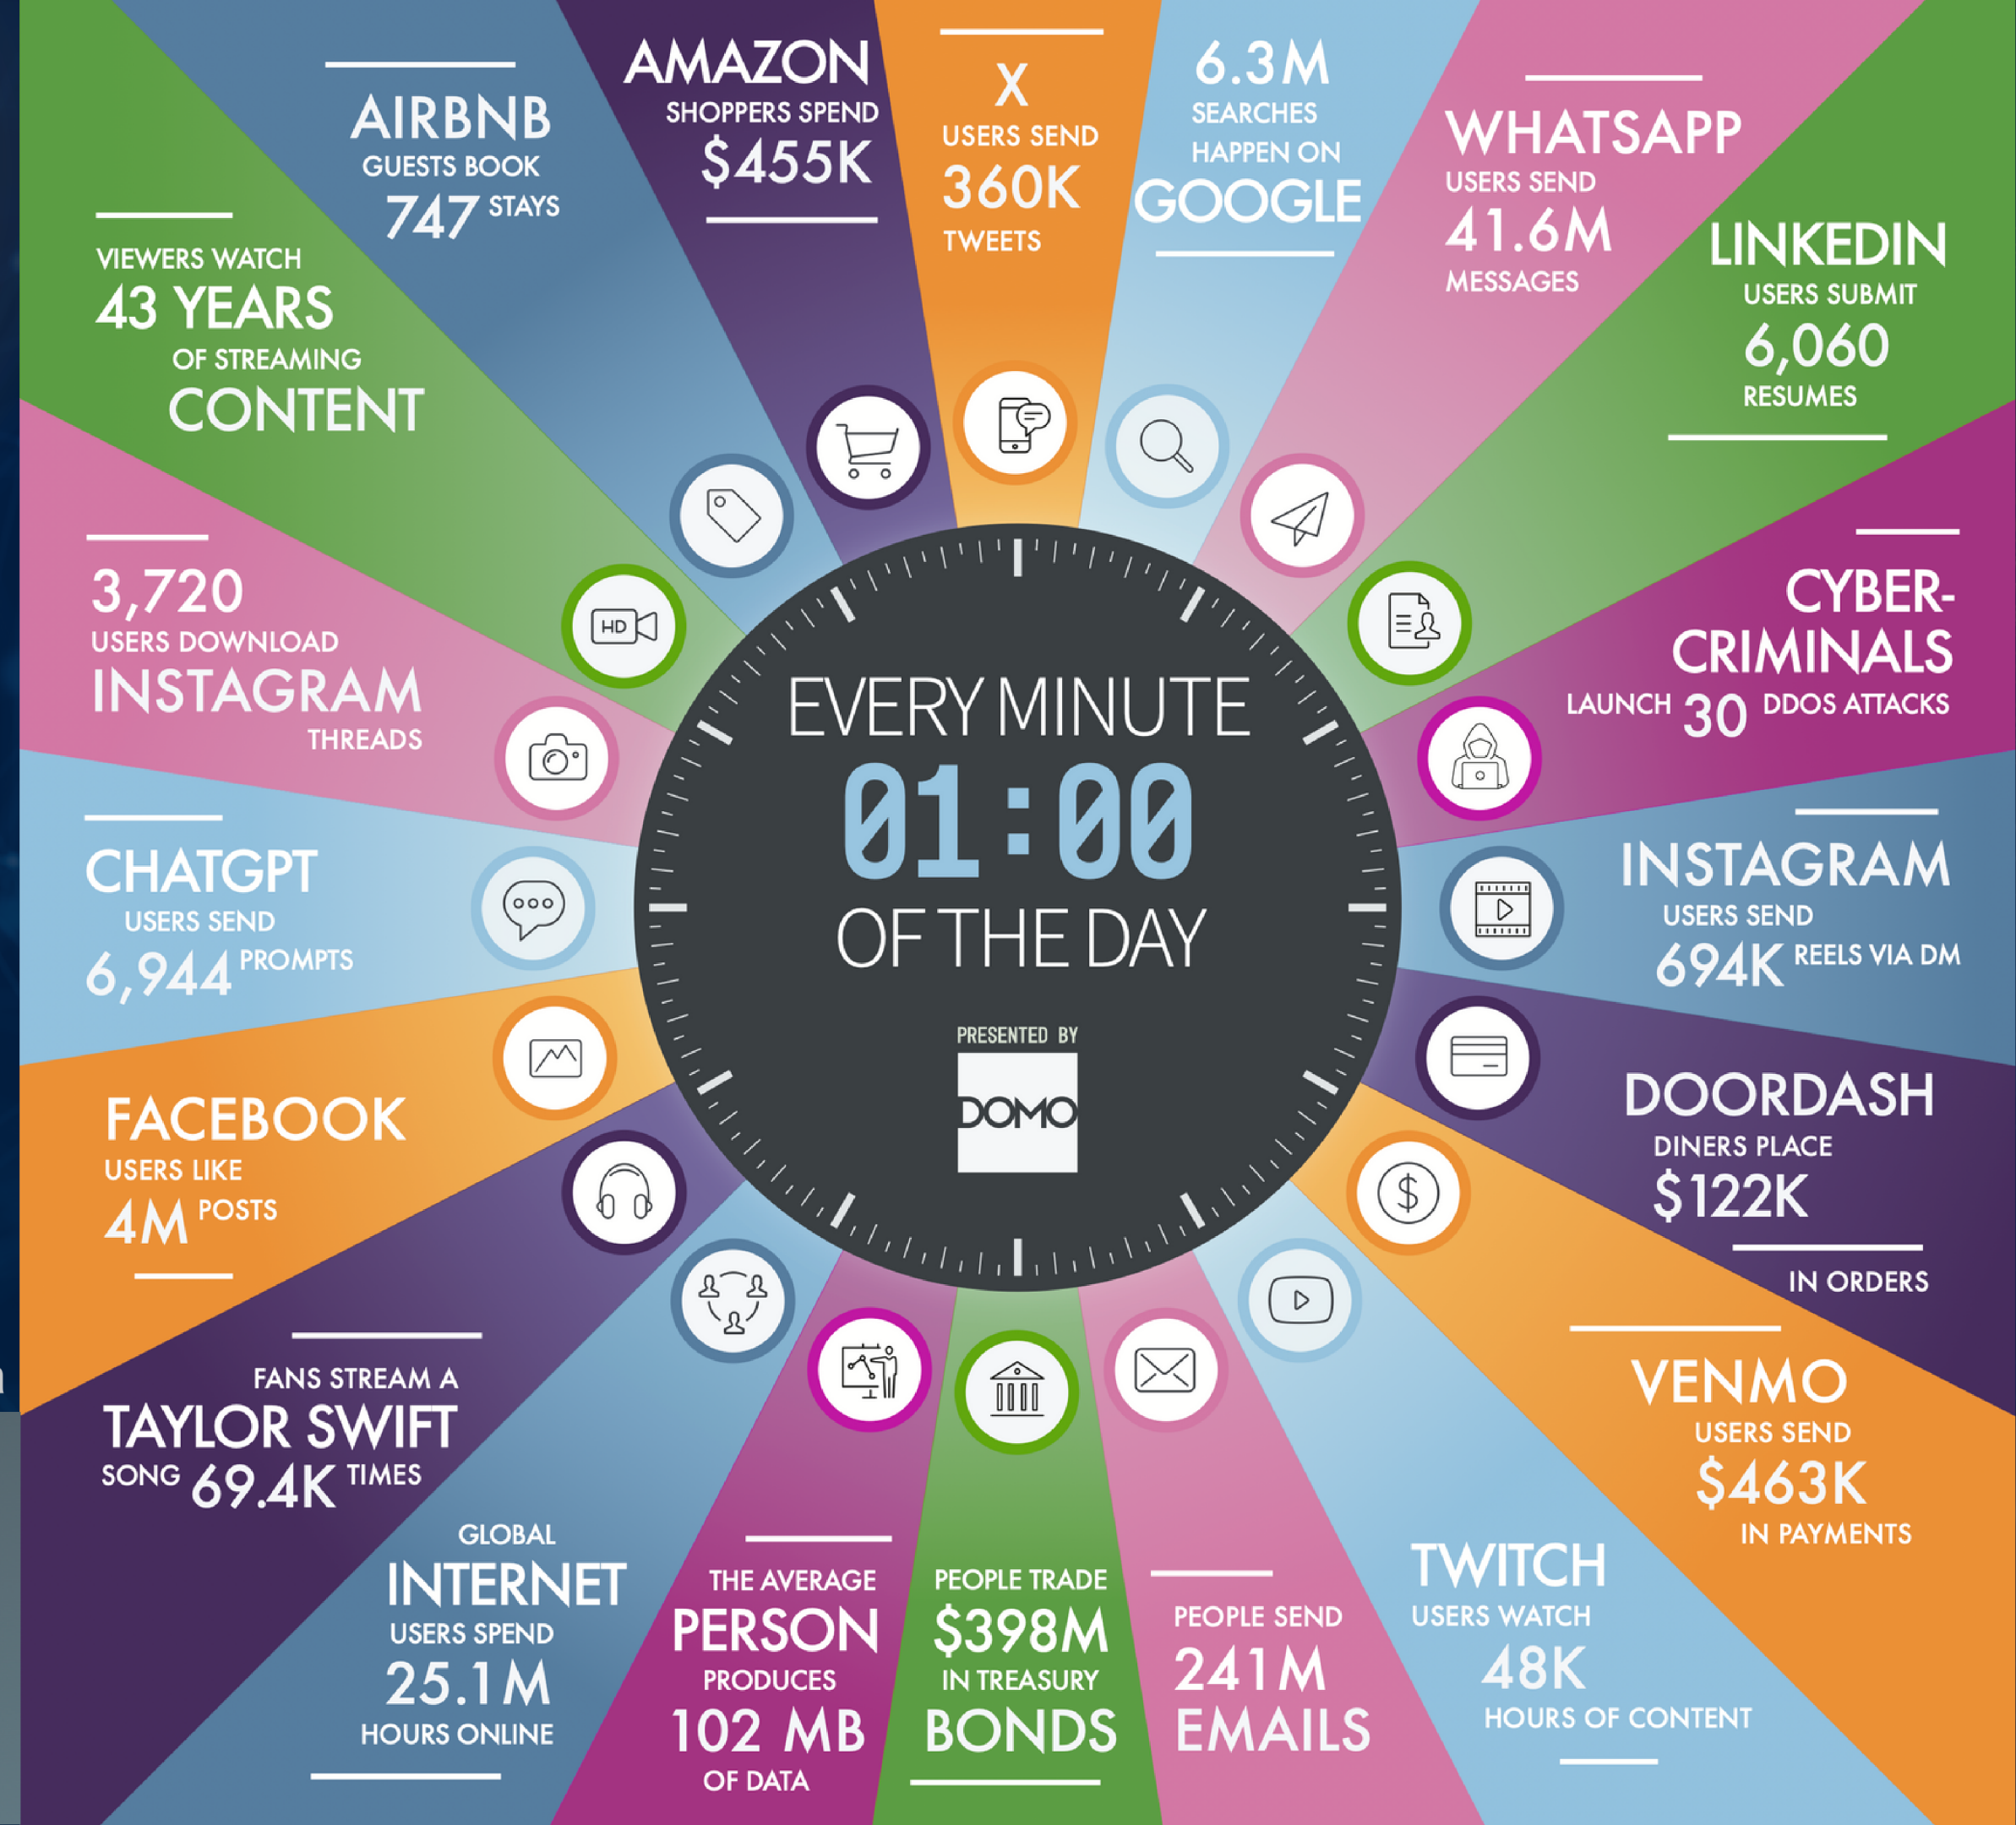 AIRBNB
GUESTS BOOK
747 STAYS
AMAZON
SHOPPERS SPEND
$455K
X
USERS SEND
360K
TWEETS
6.3M
SEARCHES
HAPPEN ON
GOOGLE
WHATSAPP
USERS SEND
41.6M
MESSAGES
LINKEDIN
USERS SUBMIT
6,060
RESUMES
CYBER-
CRIMINALS
LAUNCH 30 DDOS ATTACKS
INSTAGRAM
USERS SEND
694K REELS VIA DM
DOORDASH
DINERS PLACE
$122K
IN ORDERS
VENMO
USERS SEND
$463K
IN PAYMENTS
TWITCH
USERS WATCH
48K
HOURS OF CONTENT
PEOPLE SEND
241M
EMAILS
PEOPLE TRADE
$398M
IN TREASURY
BONDS
THE AVERAGE
PERSON
PRODUCES
102 MB
OF DATA
GLOBAL
INTERNET
USERS SPEND
25.1M
HOURS ONLINE
FANS STREAM A
TAYLOR SWIFT
SONG 69.4K TIMES
FACEBOOK
USERS LIKE
4M POSTS
CHATGPT
USERS SEND
6,944 PROMPTS
3,720
USERS DOWNLOAD
INSTAGRAM
THREADS
VIEWERS WATCH
43 YEARS
OF STREAMING
CONTENT
HD
EVERY MINUTE
01:00
OF THE DAY
PRESENTED BY
DOMO